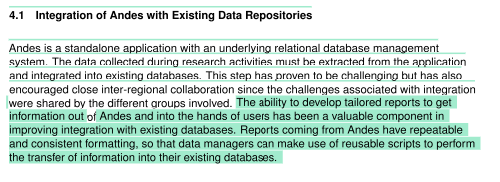 4.1 Integration of Andes with Existing Data Repositories
Andes is a standalone application with an underlying relational database management
system. The data collected during research activities must be extracted from the application
and integrated into existing databases. This step has proven to be challenging but has also
encouraged close inter-regional collaboration since the challenges associated with integration
were shared by the different groups involved. The ability to develop tailored reports to get
information out of Andes and into the hands of users has been a valuable component in
improving integration with existing databases. Reports coming from Andes have repeatable
and consistent formatting, so that data managers can make use of reusable scripts to perform
the transfer of information into their existing databases.